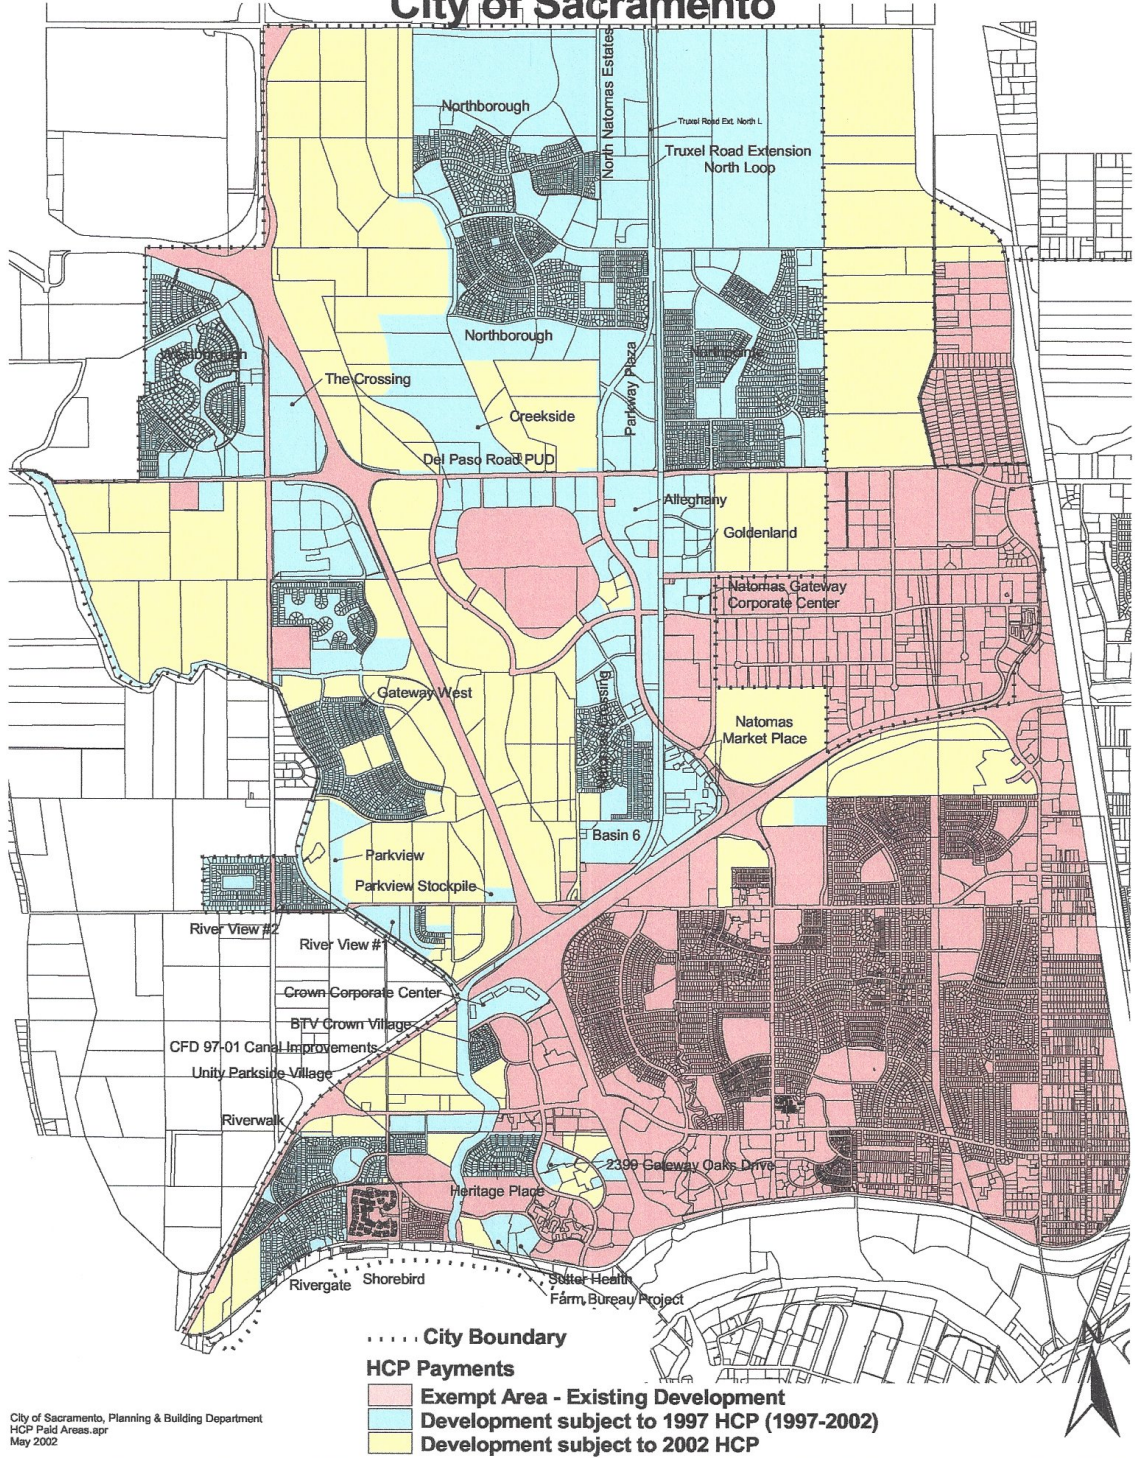 City of Sacramento
Northborough
North Natomas Estates
Truxel Road Ext. North L
Truxel Road Extension
North Loop
Northborough
Westborough
Northpointe
The Crossing
Parkway Plaza
Creekside
Del Paso Road PUD
Alleghany
Goldenland
Natomas Gateway
Corporate Center
Gateway West
Crossing
Natomas
Market Place
Basin 6
Parkview
Parkview Stockpile
River View #2
River View #1
Crown Corporate Center
BTV Crown Village
CFD 97-01 Canal Improvements
Unity Parkside Village
Riverwalk
2399 Gateway Oaks Drive
Heritage Place
Rivergate
Shorebird
Sutter Health
Farm Bureau Project
City Boundary
HCP Payments
Exempt Area - Existing Development
Development subject to 1997 HCP (1997-2002)
Development subject to 2002 HCP
City of Sacramento, Planning & Building Department
HCP Paid Areas.apr
May 2002